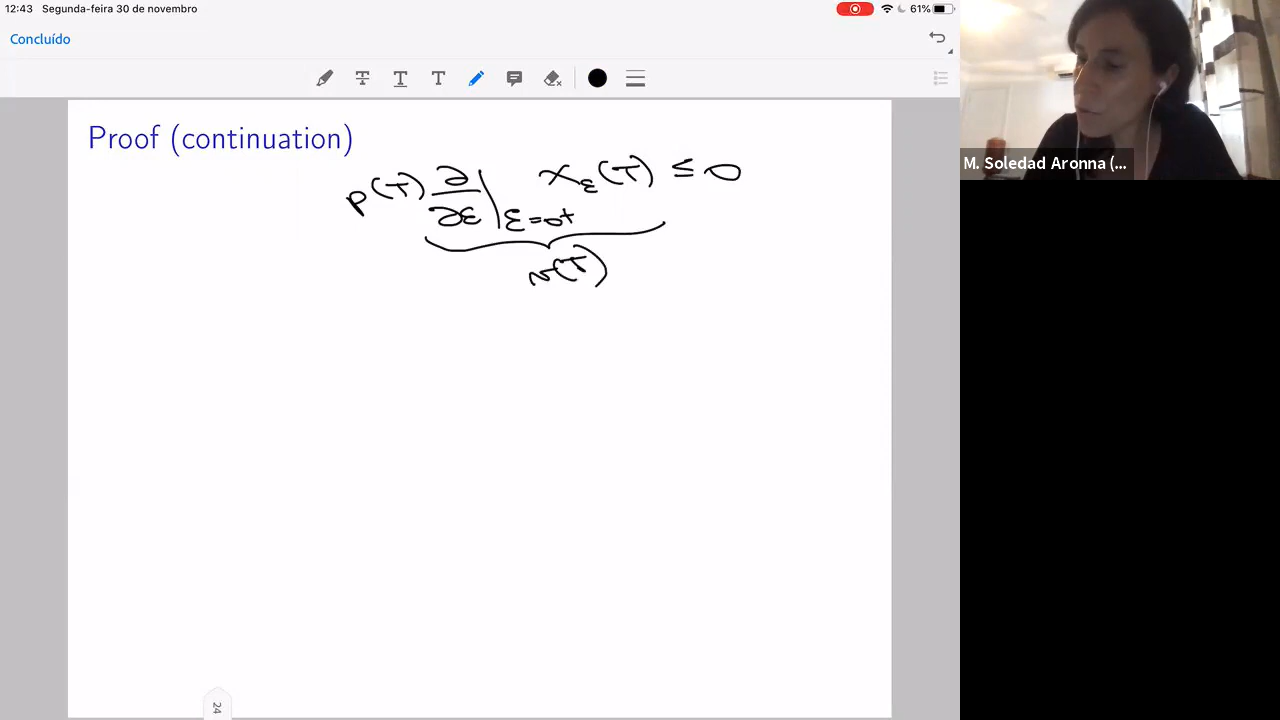 12:43 Segunda-feira 30 de novembro 61%
Concluído
T T T
M. Soledad Aronna (...
Proof (continuation)
p(T) ∂/∂ε | ε=0+ x_ε(T) ≤ 0
v(T)
24